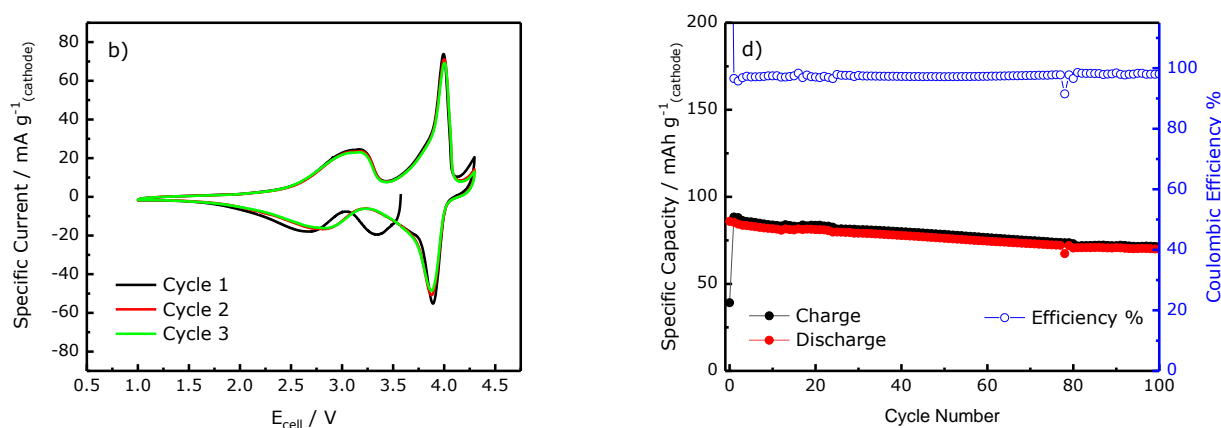 b)
Specific Current / mA g⁻¹(cathode)
80
60
40
20
0
-20
-40
-60
-80
Cycle 1
Cycle 2
Cycle 3
0.5 1.0 1.5 2.0 2.5 3.0 3.5 4.0 4.5
E_cell / V
d)
Specific Capacity / mAh g⁻¹(cathode)
200
150
100
50
0
Charge
Discharge
Efficiency %
0 20 40 60 80 100
Cycle Number
100
80
60
40
20
0
Coulombic Efficiency %